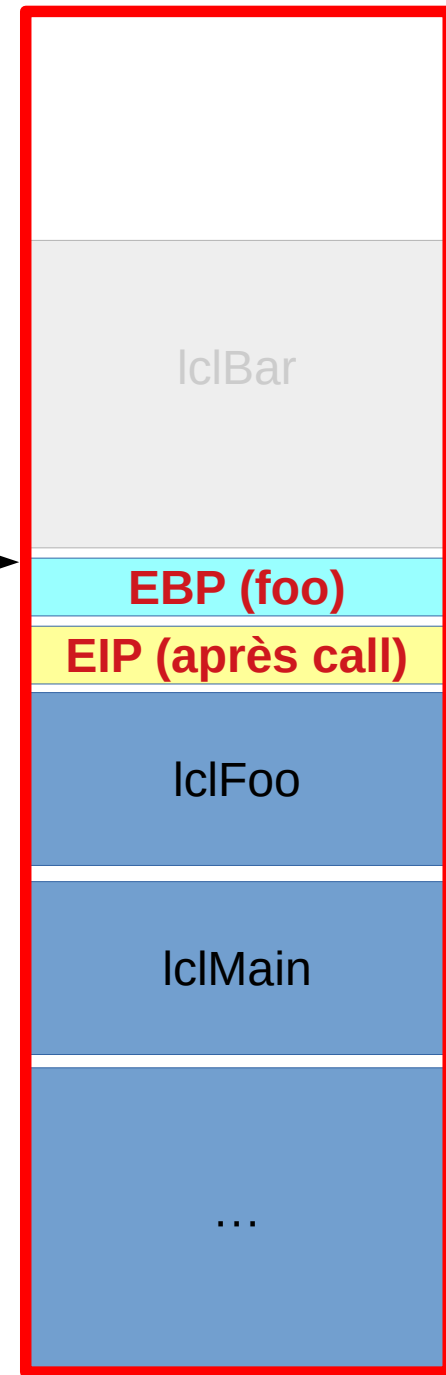 lclBar
EBP (foo)
EIP (après call)
lclFoo
lclMain
…